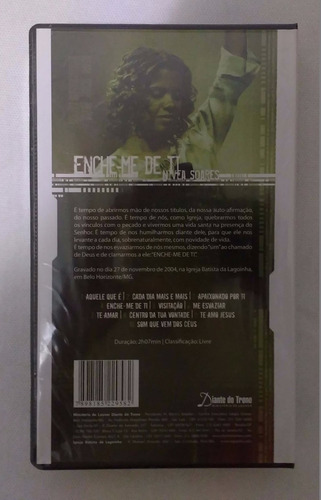 ENCHE-ME DE TI
NIVEA SOARES
É tempo de abrirmos mão de nossos títulos, da nossa auto afirmação,
do nosso passado. É tempo de nós, como Igreja, quebrarmos todos
os vínculos com o pecado e vivermos uma vida santa na presença do
Senhor. É tempo de nos humilharmos diante dele, para que ele nos
levante a cada dia, sobrenaturalmente, com novidade de vida.
É tempo de nos esvaziarmos de nós mesmos, dizendo "sim" ao chamado
de Deus e de clamarmos a ele: "ENCHE-ME DE TI".
Gravado no dia 27 de novembro de 2004, na Igreja Batista da Lagoinha,
em Belo Horizonte/MG.
AQUELE QUE É | CADA DIA MAIS E MAIS | APAIXONADA POR TI
ENCHE-ME DE TI | VISITAÇÃO | ME ESVAZIAR
TE AMAR | CENTRO DA TUA VONTADE | TE AMO JESUS
SOM QUE VEM DOS CÉUS
Duração: 2h07min | Classificação: Livre
Diante do Trono